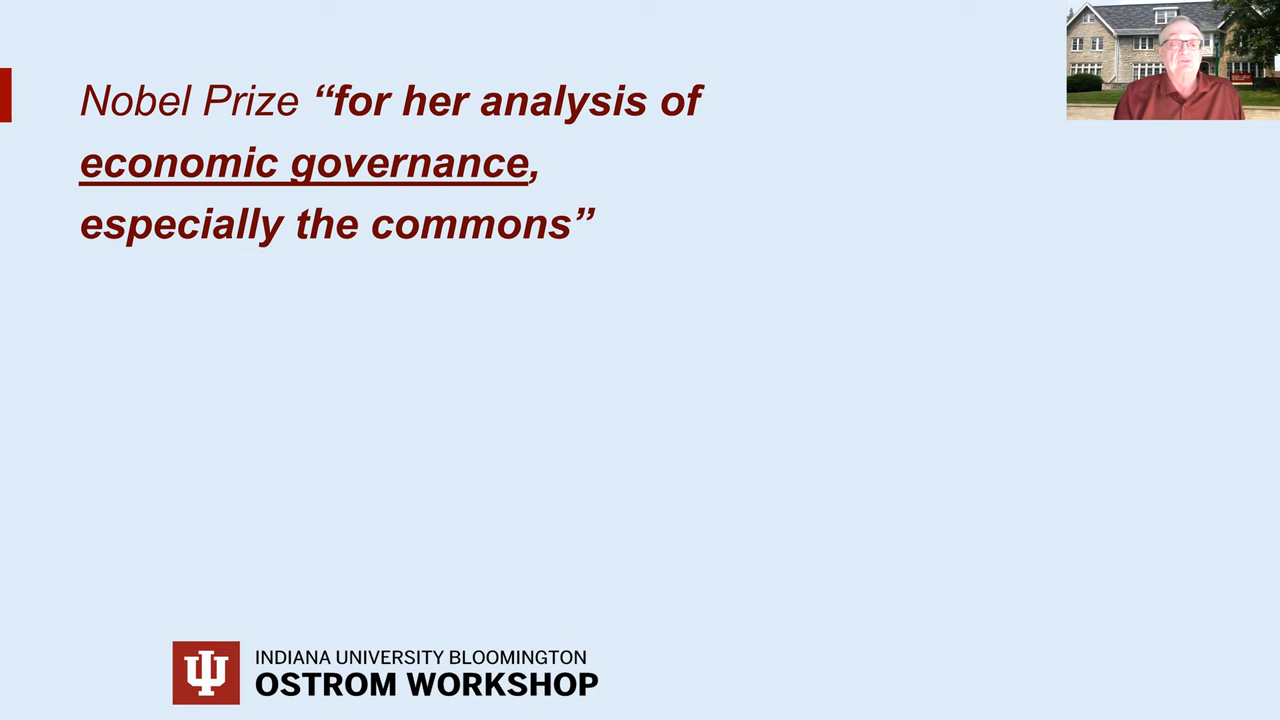 Nobel Prize “for her analysis of
economic governance,
especially the commons”
INDIANA UNIVERSITY BLOOMINGTON
OSTROM WORKSHOP